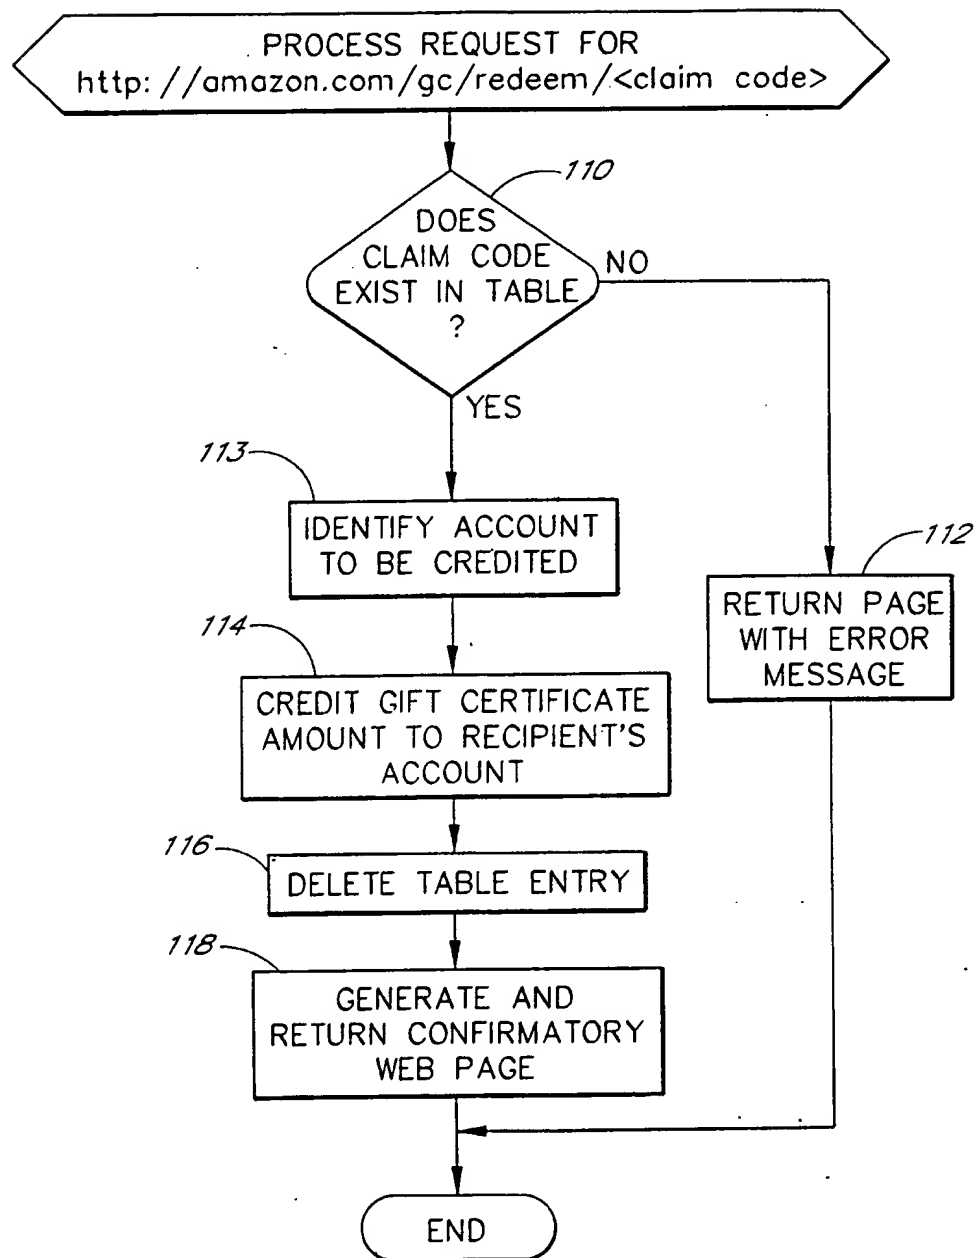 PROCESS REQUEST FOR
http: //amazon.com/gc/redeem/<claim code>
110
DOES
CLAIM CODE
EXIST IN TABLE
?
NO
YES
113
IDENTIFY ACCOUNT
TO BE CREDITED
112
RETURN PAGE
WITH ERROR
MESSAGE
114
CREDIT GIFT CERTIFICATE
AMOUNT TO RECIPIENT'S
ACCOUNT
116
DELETE TABLE ENTRY
118
GENERATE AND
RETURN CONFIRMATORY
WEB PAGE
END